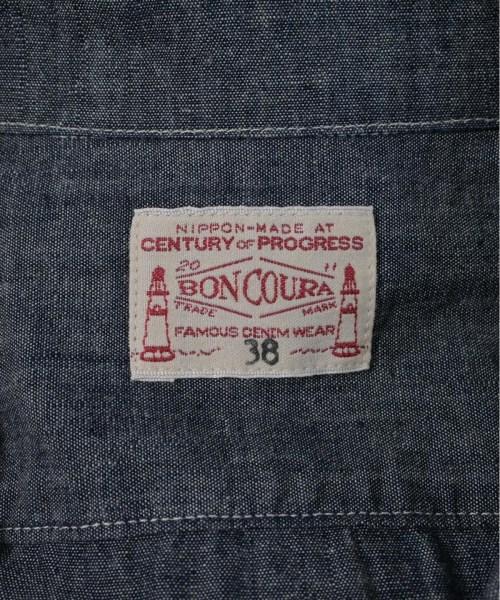 NIPPON-MADE AT
CENTURY OF PROGRESS
20 11
BONCOURA
TRADE MARK
FAMOUS DENIM WEAR
38